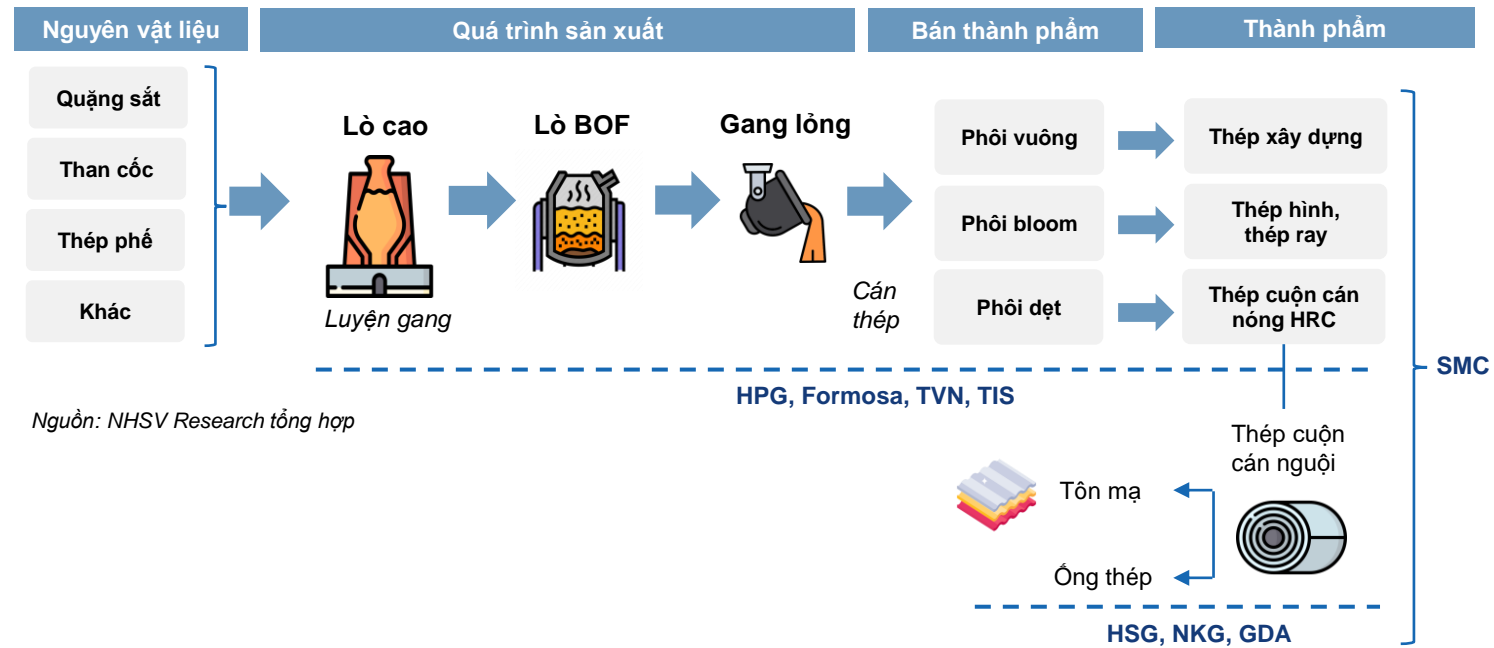 Nguyên vật liệu
Quá trình sản xuất
Bán thành phẩm
Thành phẩm
Quặng sắt
Than cốc
Thép phế
Khác
Lò cao
Luyện gang
Lò BOF
Gang lỏng
Cán
thép
Phôi vuông
Thép xây dựng
Phôi bloom
Thép hình,
thép ray
Phôi dẹt
Thép cuộn cán
nóng HRC
SMC
HPG, Formosa, TVN, TIS
Nguồn: NHSV Research tổng hợp
Thép cuộn
cán nguội
Tôn mạ
Ống thép
HSG, NKG, GDA